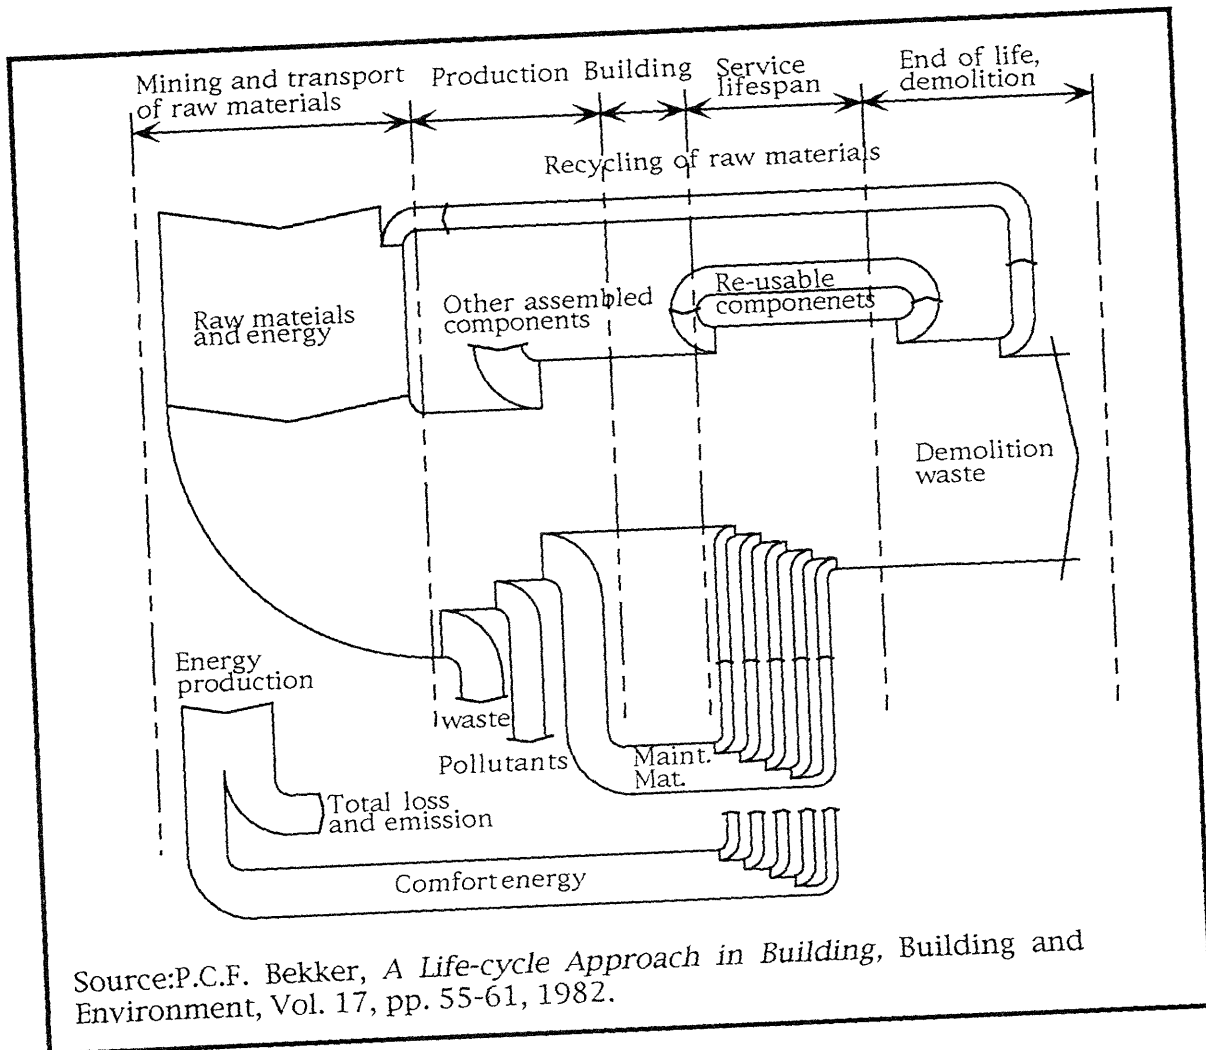 Mining and transport
of raw materials
Production
Building
Service
lifespan
End of life,
demolition
Recycling of raw materials
Raw mateials
and energy
Other assembled
components
Re-usable
componenets
Demolition
waste
Energy
production
waste
Pollutants
Maint.
Mat.
Total loss
and emission
Comfort energy
Source:P.C.F. Bekker, A Life-cycle Approach in Building, Building and
Environment, Vol. 17, pp. 55-61, 1982.